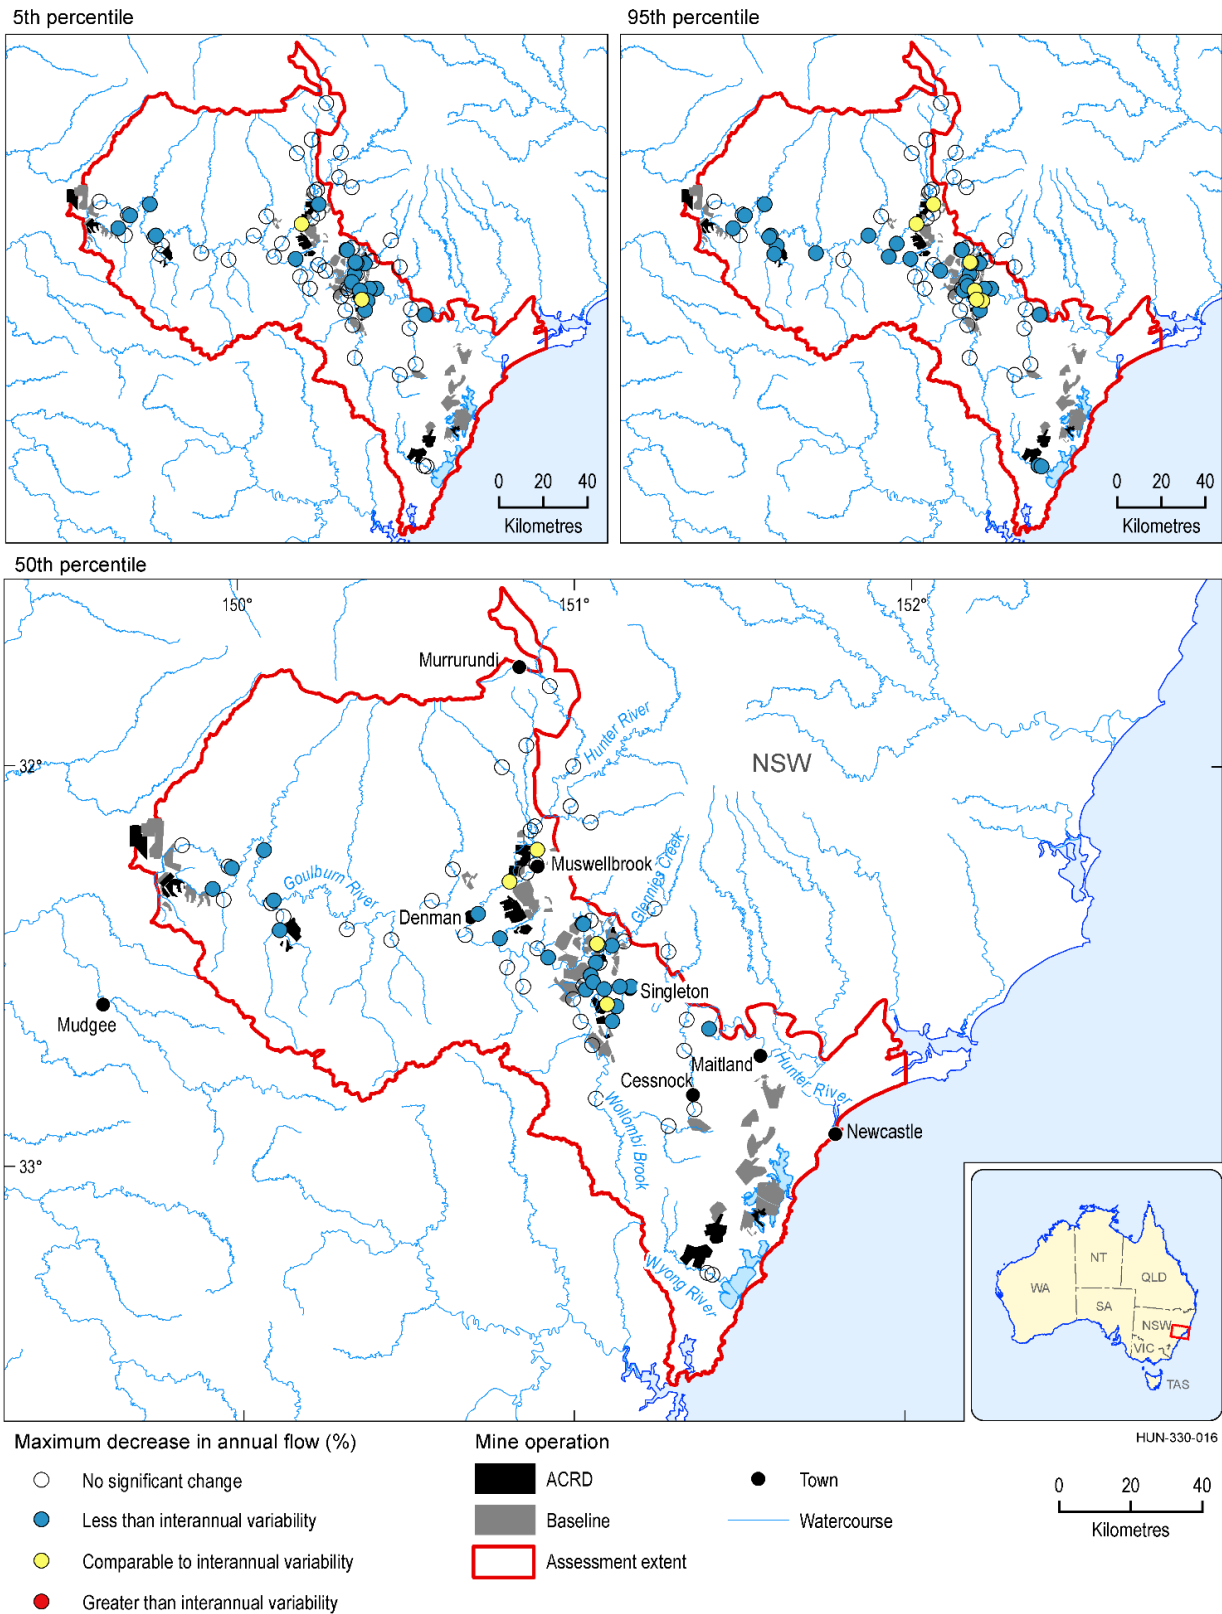 5th percentile
95th percentile
0 20 40
Kilometres
0 20 40
Kilometres
50th percentile
150°
151°
152°
Murrurundi
Hunter River
32°
NSW
Muswellbrook
Glennies Creek
Goulburn River
Denman
Singleton
Mudgee
Maitland
Hunter River
Cessnock
Wollombi Brook
Newcastle
33°
Wyong River
WA
NT
QLD
SA
NSW
VIC
TAS
HUN-330-016
Maximum decrease in annual flow (%)
No significant change
Less than interannual variability
Comparable to interannual variability
Greater than interannual variability
Mine operation
ACRD
Baseline
Assessment extent
Town
Watercourse
0 20 40
Kilometres